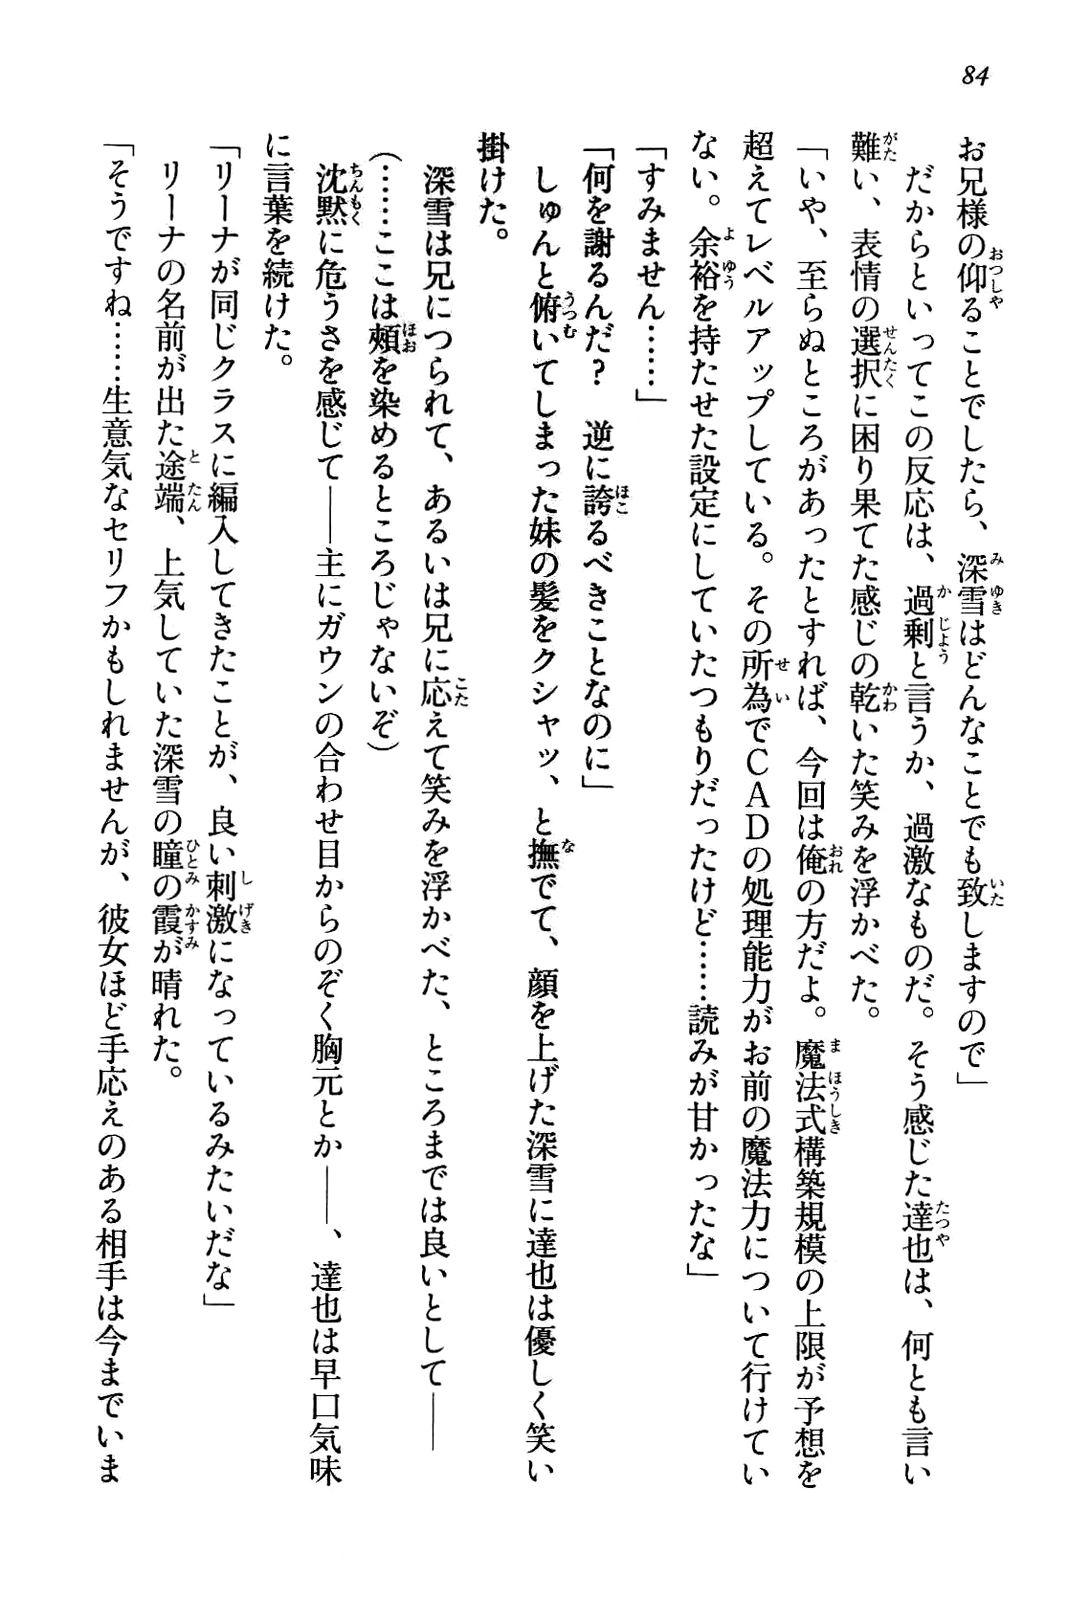 84
お兄様の仰ることでしたら、深雪はどんなことでも致しますので」
だからといってこの反応は、過剰と言うか、過激なものだ。そう感じた達也は、何とも言い
難い、表情の選択に困り果てた感じの乾いた笑みを浮かべた。
「いや、至らぬところがあったとすれば、今回は俺の方だよ。魔法式構築規模の上限が予想を
超えてレベルアップしている。その所為でＣＡＤの処理能力がお前の魔法力について行けてい
ない。余裕を持たせた設定にしていたつもりだったけど……読みが甘かったな」
「すみません……」
「何を謝るんだ？　逆に誇るべきことなのに」
しゅんと俯いてしまった妹の髪をクシャッ、と撫でて、顔を上げた深雪に達也は優しく笑い
掛けた。
深雪は兄につられて、あるいは兄に応えて笑みを浮かべた、ところまでは良いとして――
（……ここは頬を染めるところじゃないぞ）
沈黙に危うさを感じて――主にガウンの合わせ目からのぞく胸元とか――、達也は早口気味
に言葉を続けた。
「リーナが同じクラスに編入してきたことが、良い刺激になっているみたいだな」
リーナの名前が出た途端、上気していた深雪の瞳の霞が晴れた。
「そうですね……生意気なセリフかもしれませんが、彼女ほど手応えのある相手は今までいま